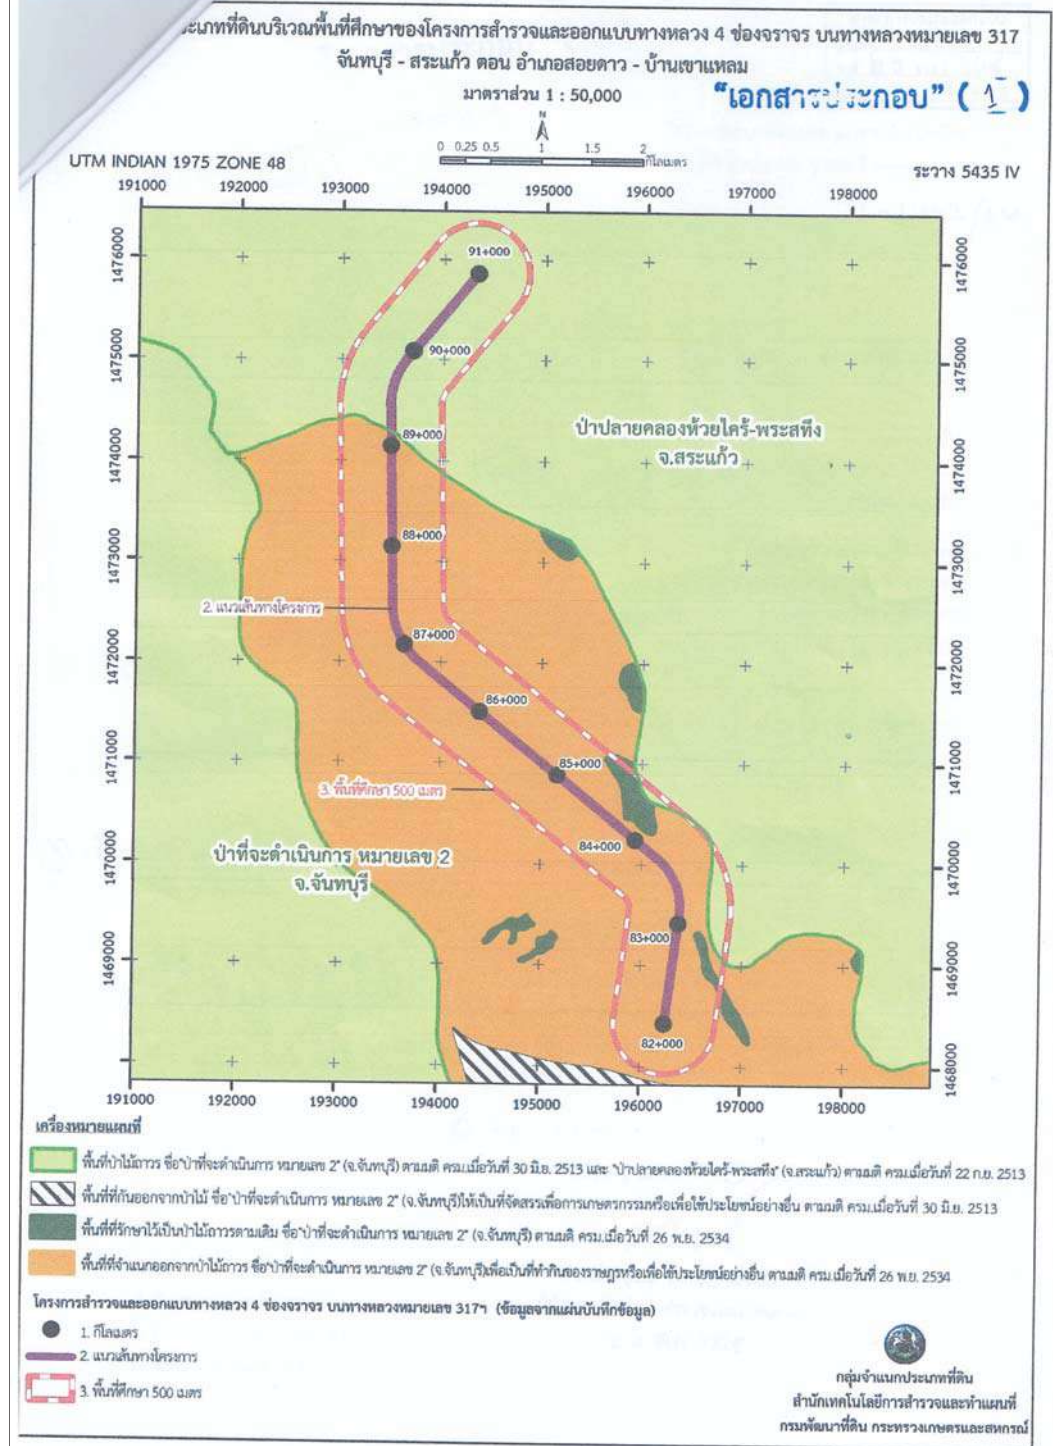 ประเภทที่ดินบริเวณพื้นที่ศึกษาของโครงการสำรวจและออกแบบทางหลวง 4 ช่องจราจร บนทางหลวงหมายเลข 317
จันทบุรี - สระแก้ว ตอน อำเภอสอยดาว - บ้านเขาแหลม
มาตราส่วน 1 : 50,000
"เอกสารประกอบ" ( 1 )
N
0 0.25 0.5 1 1.5 2
กิโลเมตร
UTM INDIAN 1975 ZONE 48
ระวาง 5435 IV
191000 192000 193000 194000 195000 196000 197000 198000
1476000 1476000
91+000
1475000 1475000
90+000
ป่าปลายคลองห้วยไคร้-พระสทึง
จ.สระแก้ว
89+000
1474000 1474000
88+000
1473000 1473000
2. แนวเส้นทางโครงการ
87+000
1472000 1472000
86+000
85+000
1471000 1471000
3. พื้นที่ศึกษา 500 เมตร
84+000
ป่าที่จะดำเนินการ หมายเลข 2
จ.จันทบุรี
1470000 1470000
83+000
1469000 1469000
82+000
1468000
191000 192000 193000 194000 195000 196000 197000 198000
เครื่องหมายแผนที่
พื้นที่ป่าไม้ถาวร ชื่อ"ป่าที่จะดำเนินการ หมายเลข 2" (จ.จันทบุรี) ตามมติ ครม.เมื่อวันที่ 30 มิ.ย. 2513 และ "ป่าปลายคลองห้วยไคร้-พระสทึง" (จ.สระแก้ว) ตามมติ ครม.เมื่อวันที่ 22 ก.ย. 2513
พื้นที่ที่กันออกจากป่าไม้ ชื่อ"ป่าที่จะดำเนินการ หมายเลข 2" (จ.จันทบุรี)ให้เป็นที่จัดสรรเพื่อการเกษตรกรรมหรือเพื่อใช้ประโยชน์อย่างอื่น ตามมติ ครม.เมื่อวันที่ 30 มิ.ย. 2513
พื้นที่ที่รักษาไว้เป็นป่าไม้ถาวรตามเดิม ชื่อ"ป่าที่จะดำเนินการ หมายเลข 2" (จ.จันทบุรี) ตามมติ ครม.เมื่อวันที่ 26 พ.ย. 2534
พื้นที่ที่จำแนกออกจากป่าไม้ถาวร ชื่อ"ป่าที่จะดำเนินการ หมายเลข 2" (จ.จันทบุรี)เพื่อเป็นที่ทำกินของราษฎรหรือเพื่อใช้ประโยชน์อย่างอื่น ตามมติ ครม.เมื่อวันที่ 26 พ.ย. 2534
โครงการสำรวจและออกแบบทางหลวง 4 ช่องจราจร บนทางหลวงหมายเลข 317ฯ (ข้อมูลจากแผ่นบันทึกข้อมูล)
1. กิโลเมตร
2. แนวเส้นทางโครงการ
3. พื้นที่ศึกษา 500 เมตร
กลุ่มจำแนกประเภทที่ดิน
สำนักเทคโนโลยีการสำรวจและทำแผนที่
กรมพัฒนาที่ดิน กระทรวงเกษตรและสหกรณ์